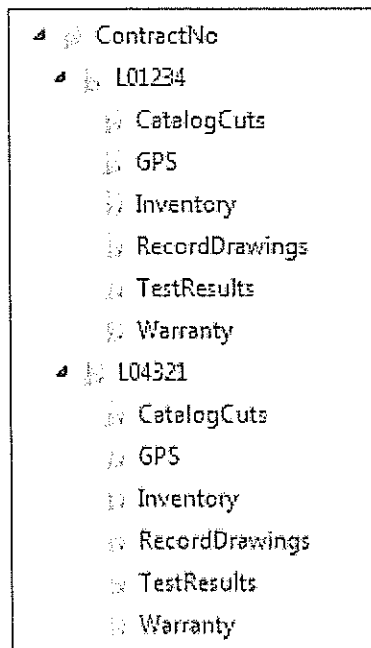 ContractNo
L01234
CatalogCuts
GPS
Inventory
RecordDrawings
TestResults
Warranty
L04321
CatalogCuts
GPS
Inventory
RecordDrawings
TestResults
Warranty